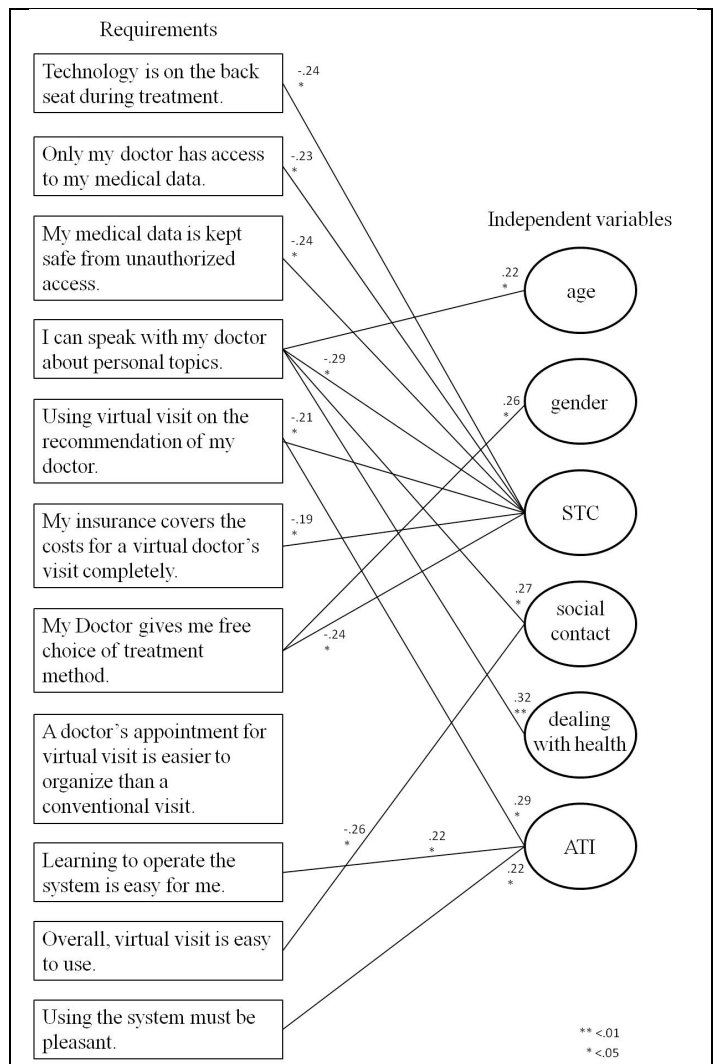 Requirements
Technology is on the back
seat during treatment.
-.24
*
Only my doctor has access
to my medical data.
-.23
*
My medical data is kept
safe from unauthorized
access.
-.24
*
I can speak with my doctor
about personal topics.
-.29
*
Using virtual visit on the
recommendation of my
doctor.
-.21
*
My insurance covers the
costs for a virtual doctor's
visit completely.
-.19
*
My Doctor gives me free
choice of treatment
method.
-.24
*
A doctor's appointment for
virtual visit is easier to
organize than a
conventional visit.
Learning to operate the
system is easy for me.
.22
*
Overall, virtual visit is easy
to use.
-.26
*
Using the system must be
pleasant.
Independent variables
.22
*
age
.26
*
gender
STC
.27
*
social
contact
.32
**
dealing
with health
.29
*
ATI
.22
*
** <.01
* <.05